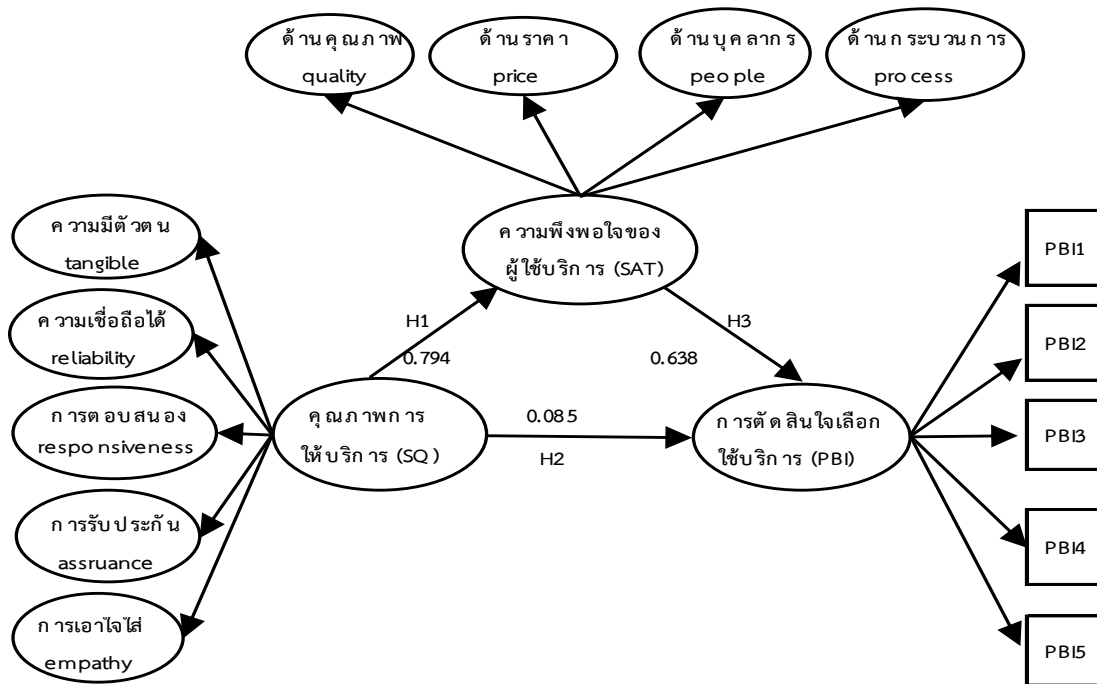 ด้านคุณภาพ
quality
ด้านราคา
price
ด้านบุคลากร
people
ด้านกระบวนการ
process
ความมีตัวตน
tangible
ความพึงพอใจของ
ผู้ใช้บริการ (SAT)
PBI1
ความเชื่อถือได้
reliability
H1
H3
PBI2
0.794
0.638
การตอบสนอง
responsiveness
คุณภาพการ
ให้บริการ (SQ)
0.085
H2
การตัดสินใจเลือก
ใช้บริการ (PBI)
PBI3
การรับประกัน
assruance
PBI4
การเอาใจใส่
empathy
PBI5